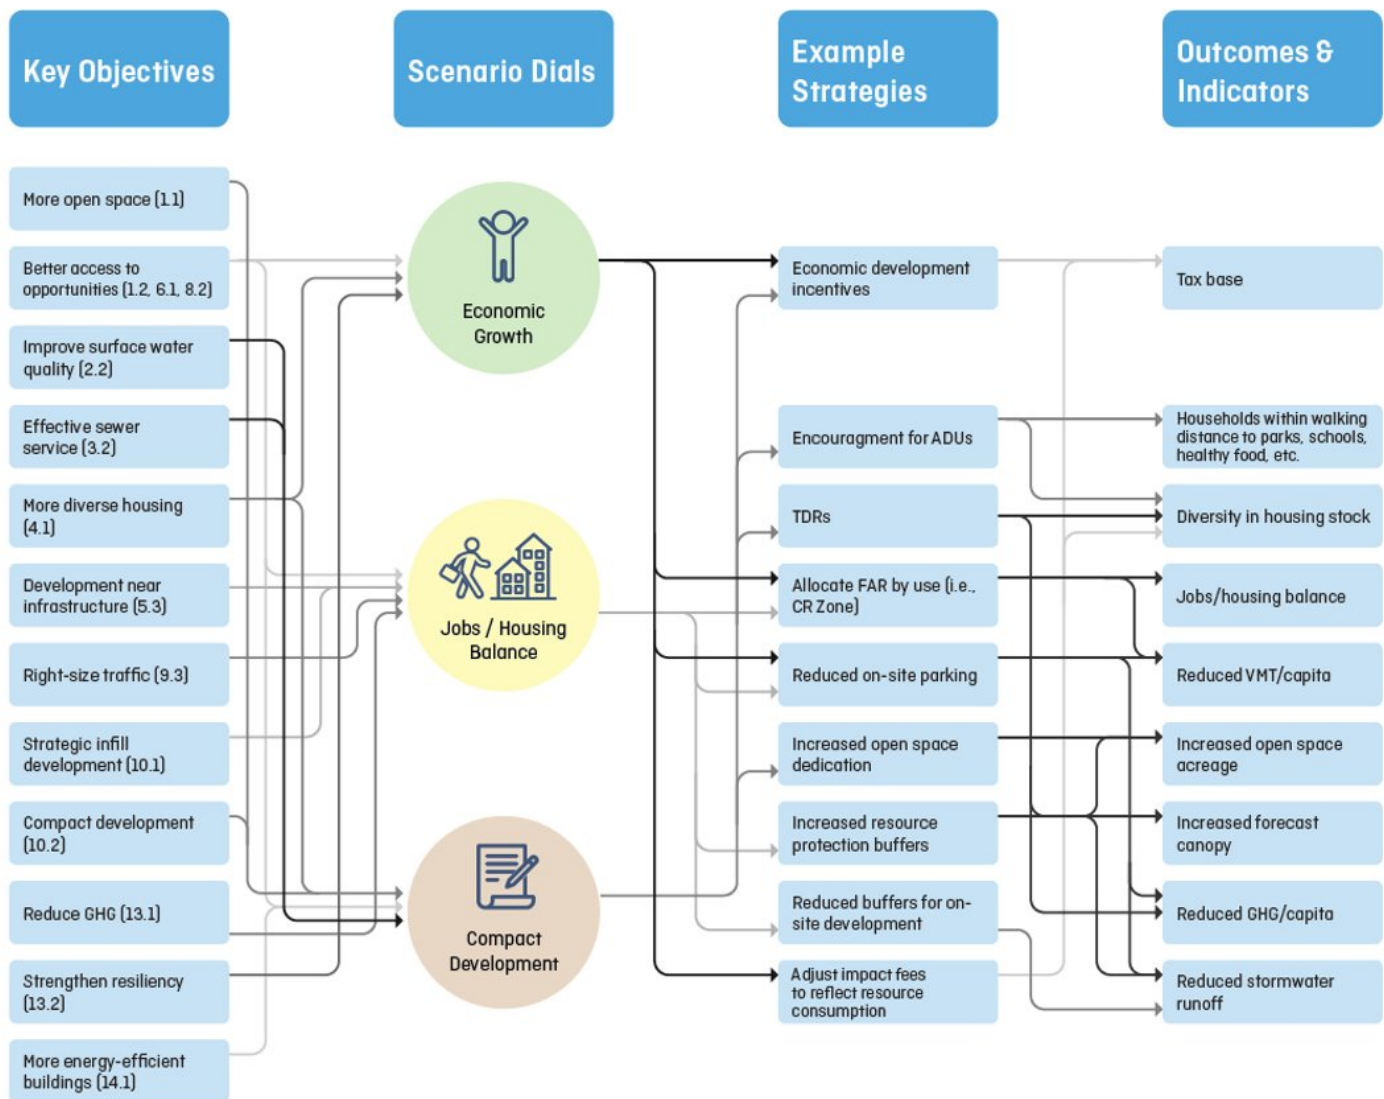 Key Objectives
Scenario Dials
Example
Strategies
Outcomes &
Indicators
More open space (1.1)
Better access to
opportunities (1.2, 6.1, 8.2)
Improve surface water
quality (2.2)
Effective sewer
service (3.2)
More diverse housing
(4.1)
Development near
infrastructure (5.3)
Right-size traffic (9.3)
Strategic infill
development (10.1)
Compact development
(10.2)
Reduce GHG (13.1)
Strengthen resiliency
(13.2)
More energy-efficient
buildings (14.1)
Economic
Growth
Jobs / Housing
Balance
Compact
Development
Economic development
incentives
Encouragment for ADUs
TDRs
Allocate FAR by use (i.e.,
CR Zone)
Reduced on-site parking
Increased open space
dedication
Increased resource
protection buffers
Reduced buffers for on-
site development
Adjust impact fees
to reflect resource
consumption
Tax base
Households within walking
distance to parks, schools,
healthy food, etc.
Diversity in housing stock
Jobs/housing balance
Reduced VMT/capita
Increased open space
acreage
Increased forecast
canopy
Reduced GHG/capita
Reduced stormwater
runoff